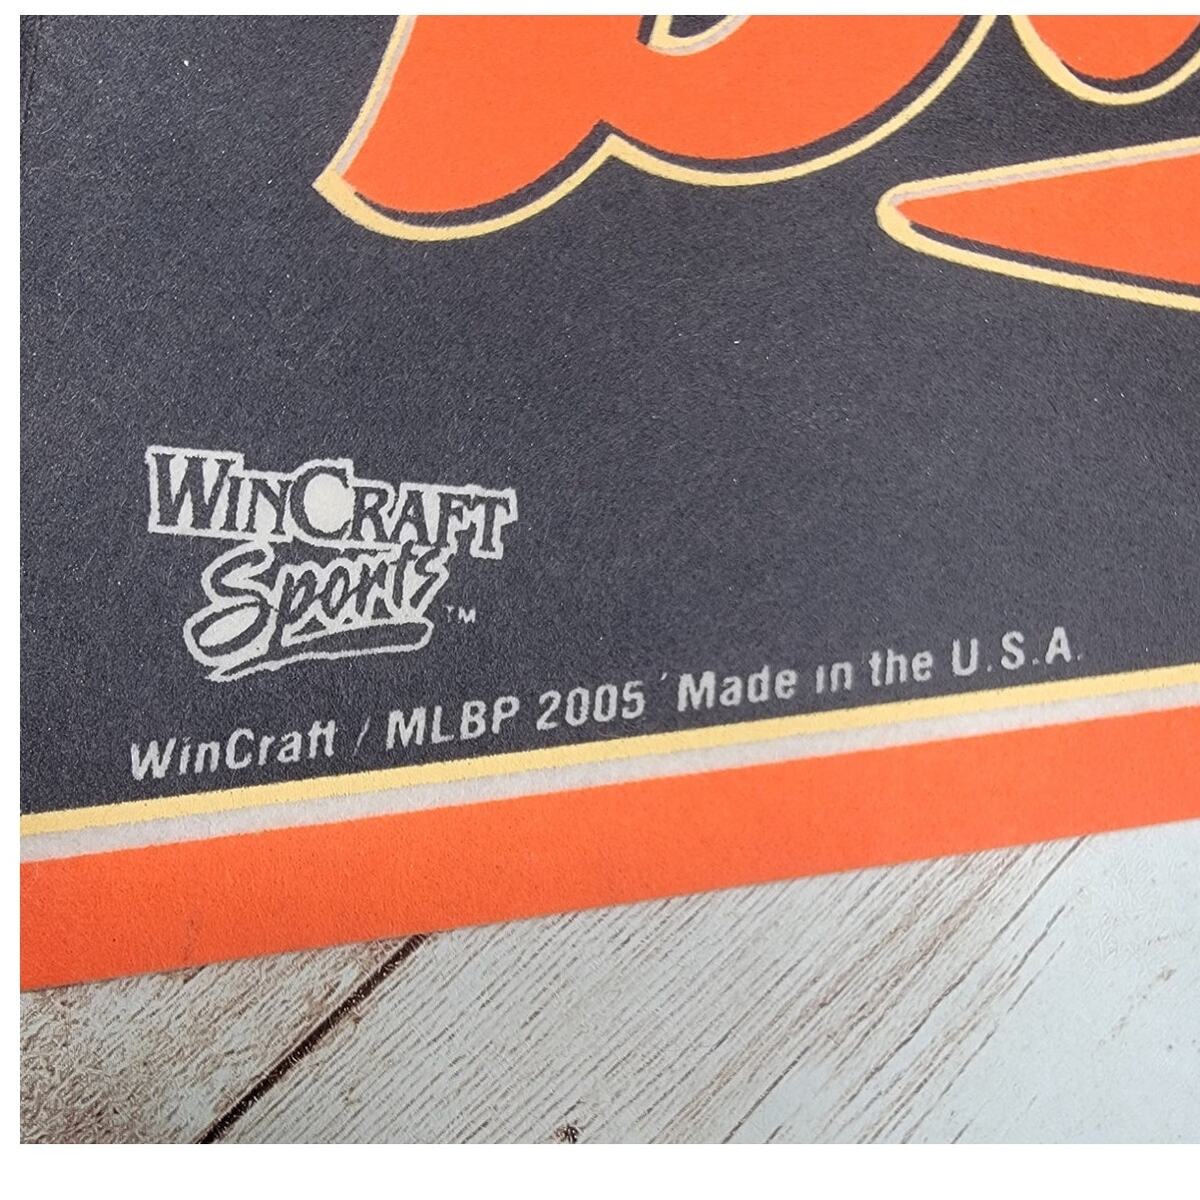 WINCRAFT
Sports ™
WinCraft / MLBP 2005 Made in the U.S.A.